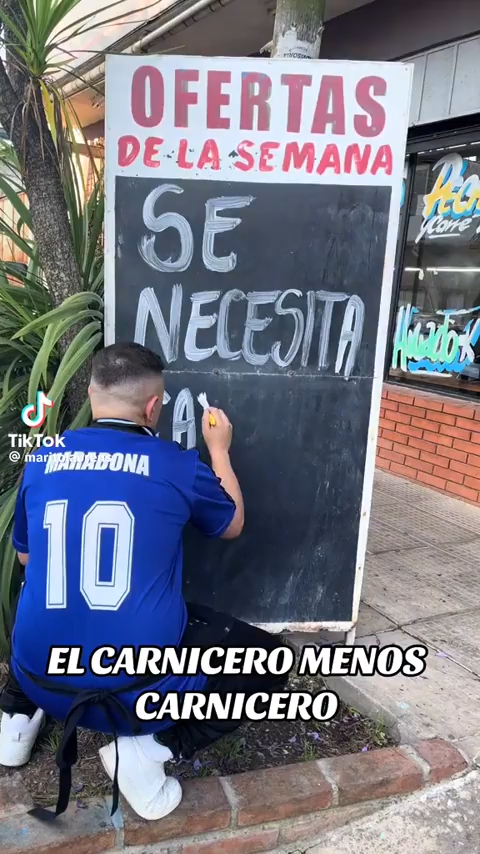 OFERTAS
DE LA SEMANA
SE
NECESITA
TikTok
MARADONA
10
EL CARNICERO MENOS
CARNICERO